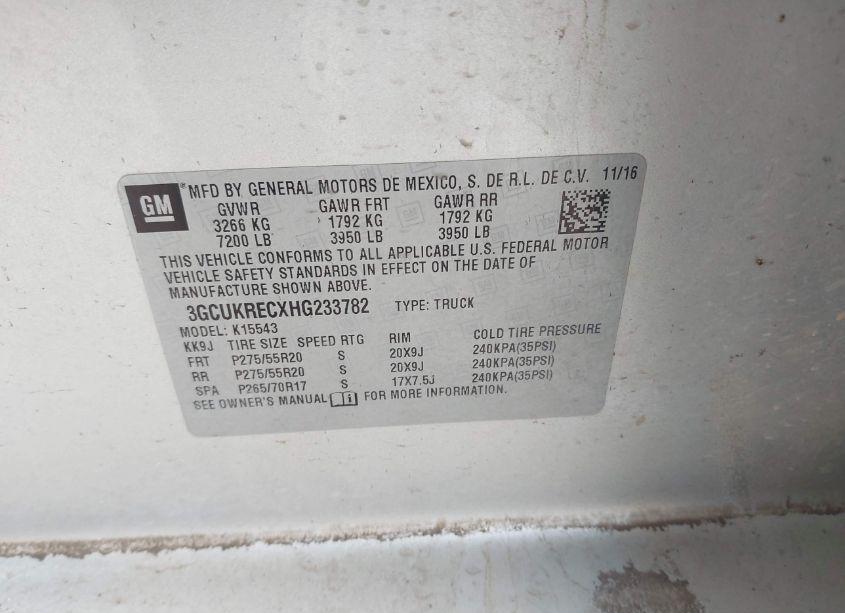 GM ® MFD BY GENERAL MOTORS DE MEXICO, S. DE R.L. DE C.V. 11/16
GVWR GAWR FRT GAWR RR
3266 KG 1792 KG 1792 KG
7200 LB 3950 LB 3950 LB
THIS VEHICLE CONFORMS TO ALL APPLICABLE U.S. FEDERAL MOTOR
VEHICLE SAFETY STANDARDS IN EFFECT ON THE DATE OF
MANUFACTURE SHOWN ABOVE.
3GCUKRECXHG233782 TYPE: TRUCK
MODEL: K15543
KK9J TIRE SIZE SPEED RTG RIM COLD TIRE PRESSURE
FRT P275/55R20 S 20X9J 240KPA(35PSI)
RR P275/55R20 S 20X9J 240KPA(35PSI)
SPA P265/70R17 S 17X7.5J 240KPA(35PSI)
SEE OWNER'S MANUAL FOR MORE INFORMATION.